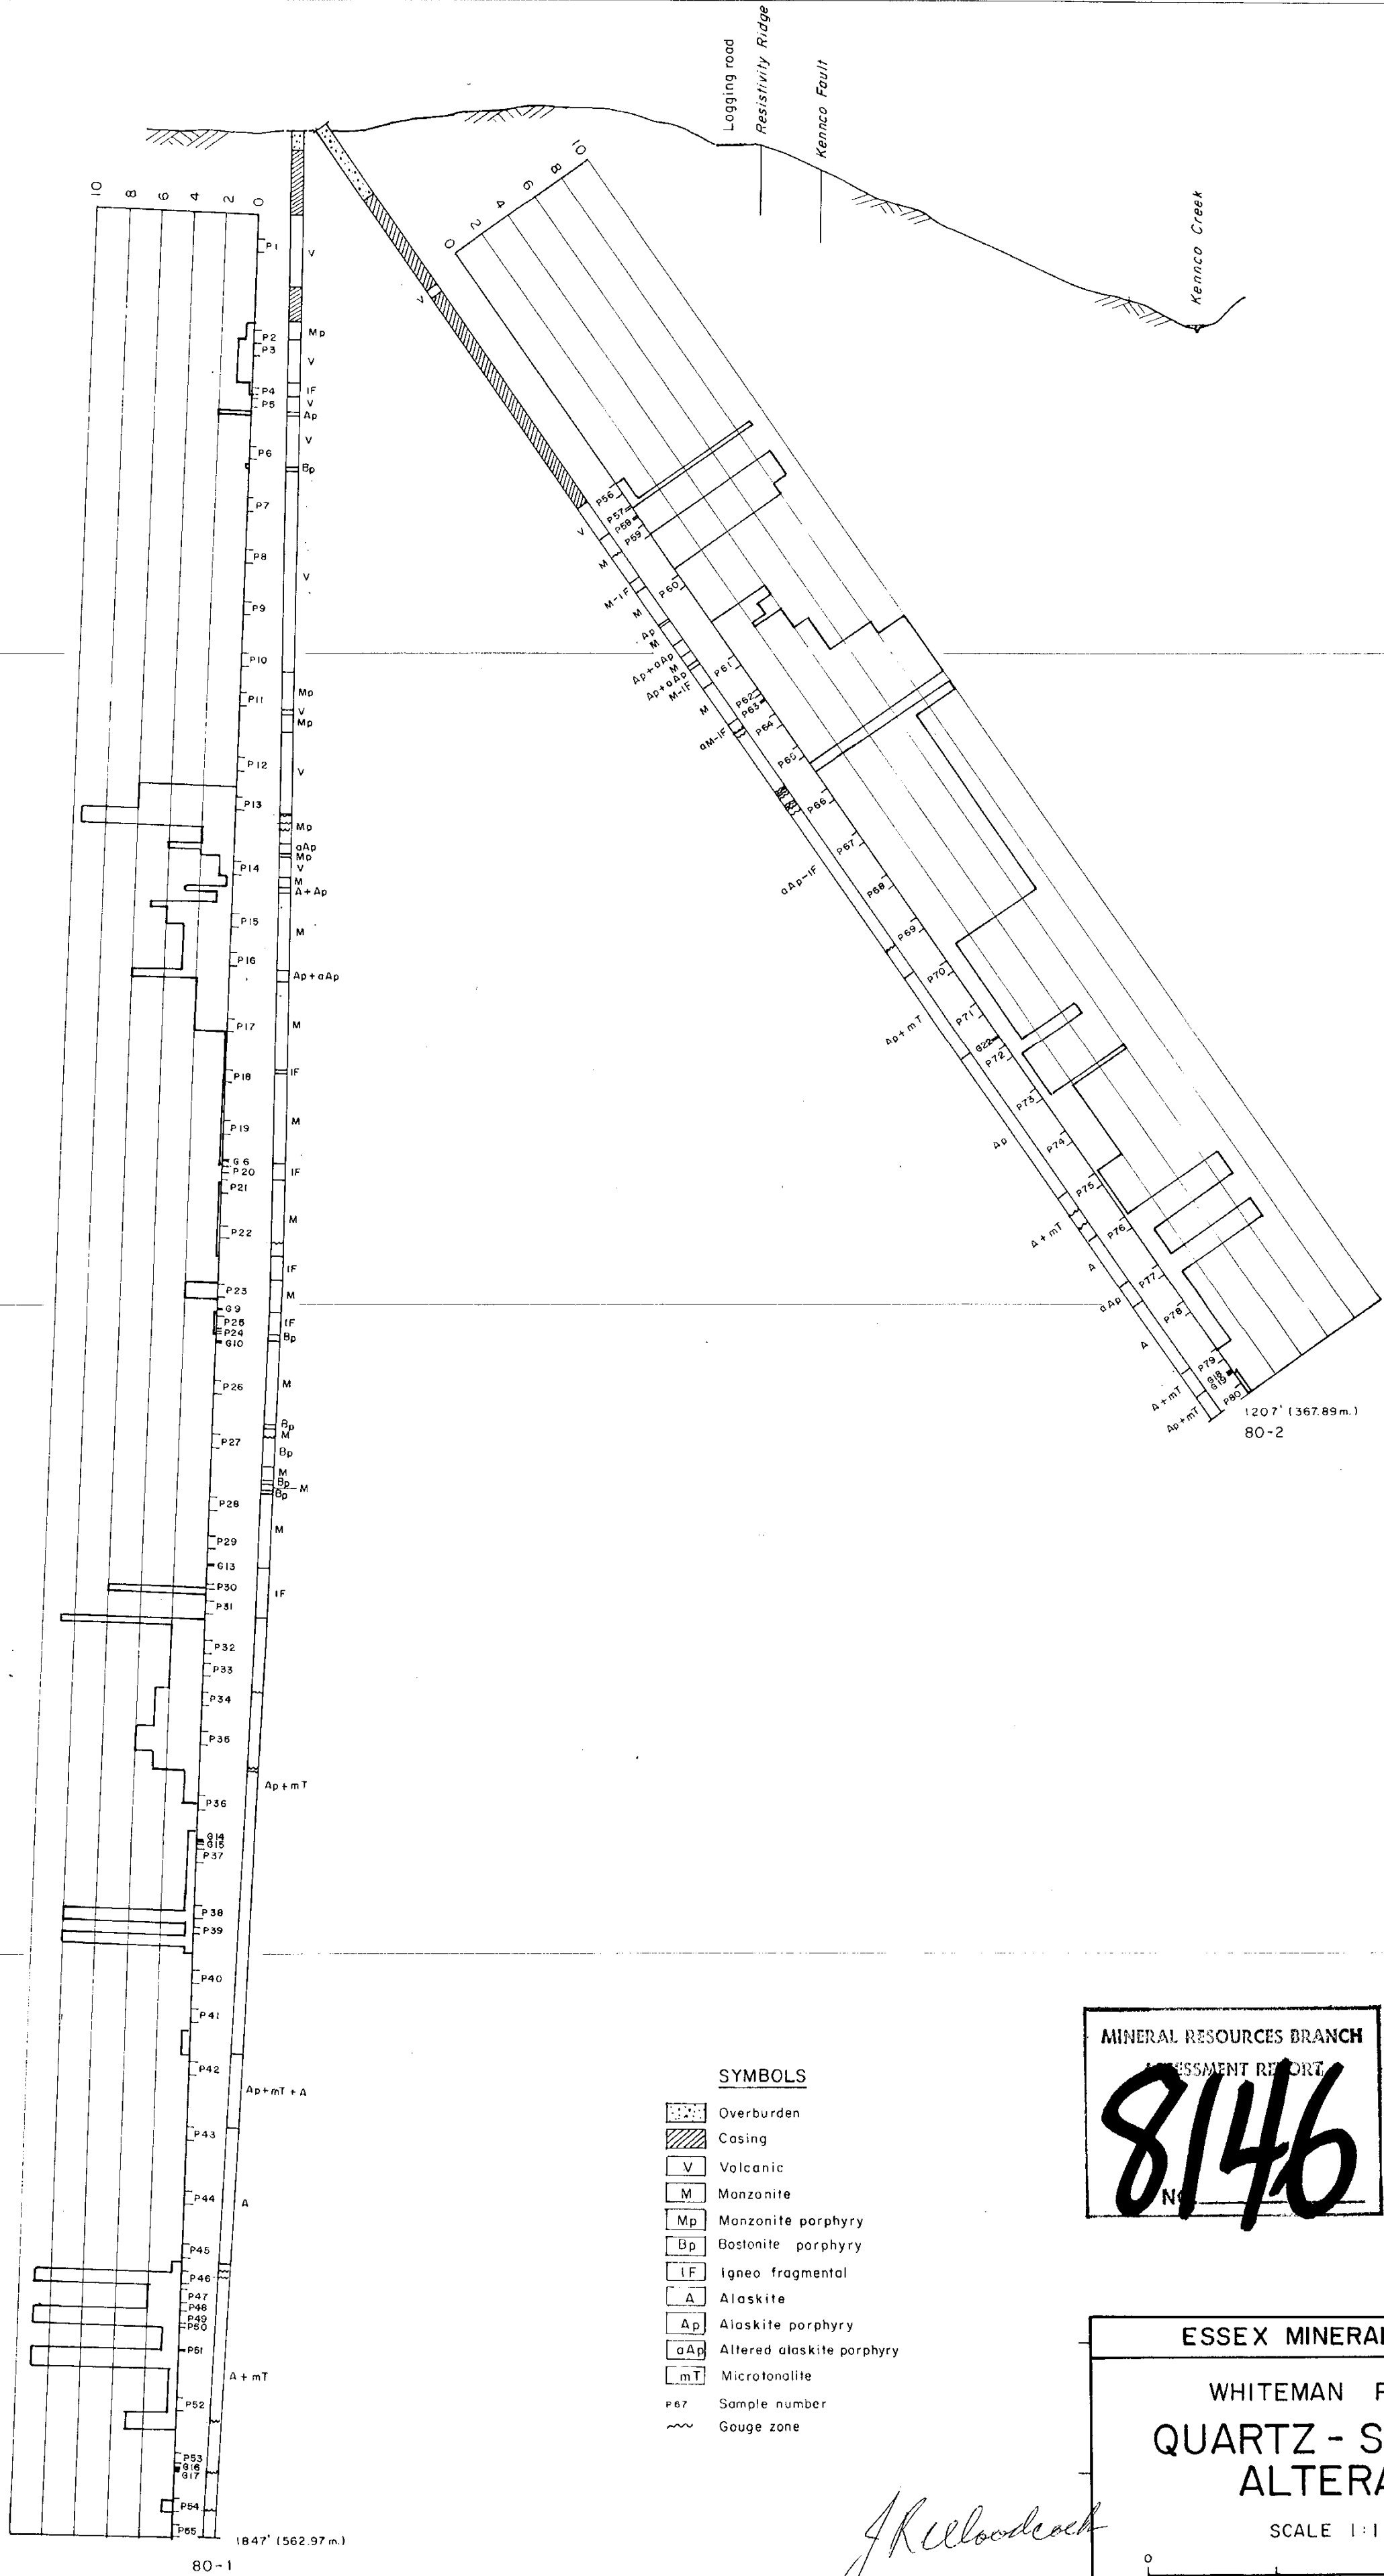 Logging road
Resistivity Ridge
Kennco Fault
Kennco Creek
10
8
6
4
2
0
P1
P2
P3
P4
P5
P6
P7
P8
P9
P10
P11
P12
P13
P14
P15
P16
P17
P18
P19
G6
P20
P21
P22
P23
G9
P25
P24
G10
P26
P27
P28
P29
G13
P30
P31
P32
P33
P34
P35
P36
G14
G15
P37
P38
P39
P40
P41
P42
P43
P44
P45
P46
P47
P48
P49
P50
P51
P52
P53
G16
G17
P54
P55
V
Mp
V
IF
V
Ap
V
Bp
V
Mp
V
Mp
V
Mp
aAp
Mp
V
M
A + Ap
M
Ap + aAp
M
IF
M
IF
M
IF
M
IF
Bp
M
Bp
M
Bp
M
Bp
M
Bp
M
IF
Ap + mT
Ap + mT + A
A
A + mT
1847' (562.97 m.)
80-1
0
2
4
6
8
10
P56
P57
P58
P59
P60
P61
P62
P63
P64
P65
P66
P67
P68
P69
P70
P71
G22
P72
P73
P74
P75
P76
P77
P78
P79
G18
G19
P80
V
V
M
M-IF
M
Ap
M
Ap + aAp
M
Ap + aAp
M-IF
M
aM-IF
aAp-IF
Ap + mT
Ap
A + mT
A
aAp
A
A + mT
Ap + mT
1207' (367.89 m.)
80-2
SYMBOLS
Overburden
Casing
V Volcanic
M Monzonite
Mp Monzonite porphyry
Bp Bostonite porphyry
IF Igneo fragmental
A Alaskite
Ap Alaskite porphyry
aAp Altered alaskite porphyry
mT Microtonalite
P67 Sample number
Gouge zone
MINERAL RESOURCES BRANCH
ASSESSMENT REPORT
8146
NO
ESSEX MINERAL
WHITEMAN P
QUARTZ - S
ALTERA
SCALE 1:1
0
J R Woodcock